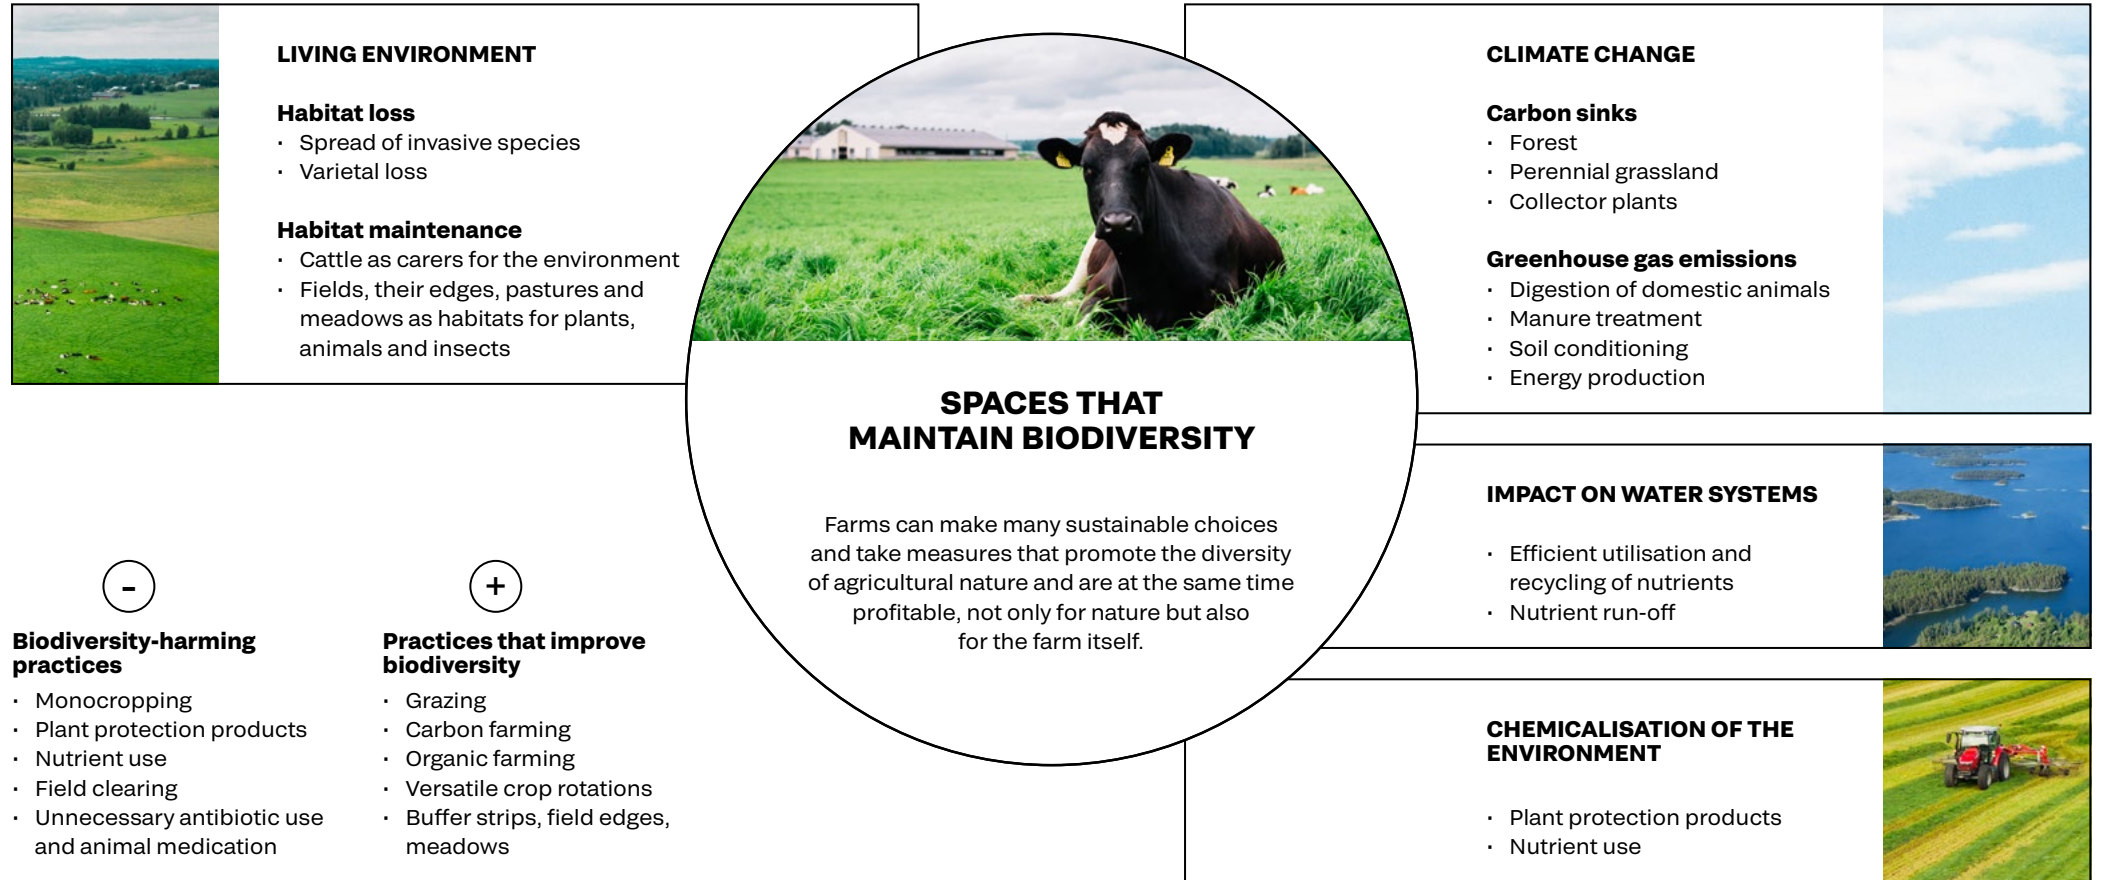 LIVING ENVIRONMENT
Habitat loss
· Spread of invasive species
· Varietal loss
Habitat maintenance
· Cattle as carers for the environment
· Fields, their edges, pastures and
meadows as habitats for plants,
animals and insects
SPACES THAT
MAINTAIN BIODIVERSITY
Farms can make many sustainable choices
and take measures that promote the diversity
of agricultural nature and are at the same time
profitable, not only for nature but also
for the farm itself.
CLIMATE CHANGE
Carbon sinks
· Forest
· Perennial grassland
· Collector plants
Greenhouse gas emissions
· Digestion of domestic animals
· Manure treatment
· Soil conditioning
· Energy production
IMPACT ON WATER SYSTEMS
· Efficient utilisation and
recycling of nutrients
· Nutrient run-off
CHEMICALISATION OF THE
ENVIRONMENT
· Plant protection products
· Nutrient use
-
Biodiversity-harming
practices
· Monocropping
· Plant protection products
· Nutrient use
· Field clearing
· Unnecessary antibiotic use
and animal medication
+
Practices that improve
biodiversity
· Grazing
· Carbon farming
· Organic farming
· Versatile crop rotations
· Buffer strips, field edges,
meadows